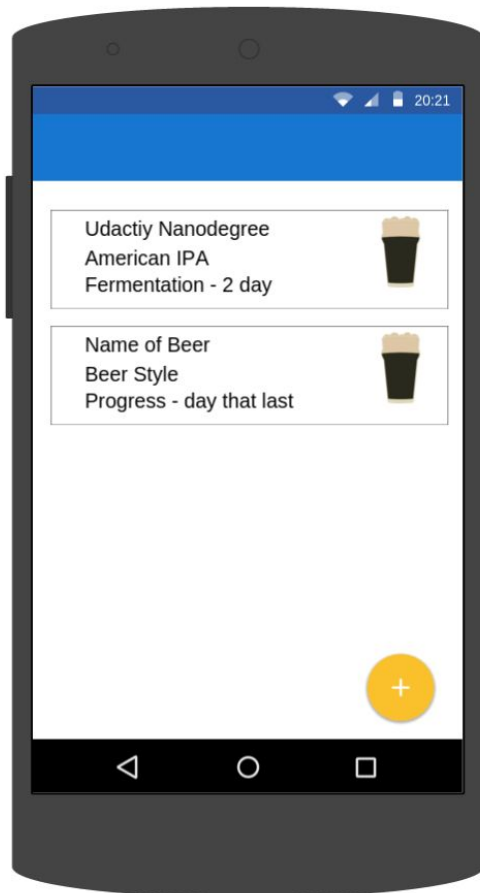 20:21
Udactiy Nanodegree
American IPA
Fermentation - 2 day
Name of Beer
Beer Style
Progress - day that last
+